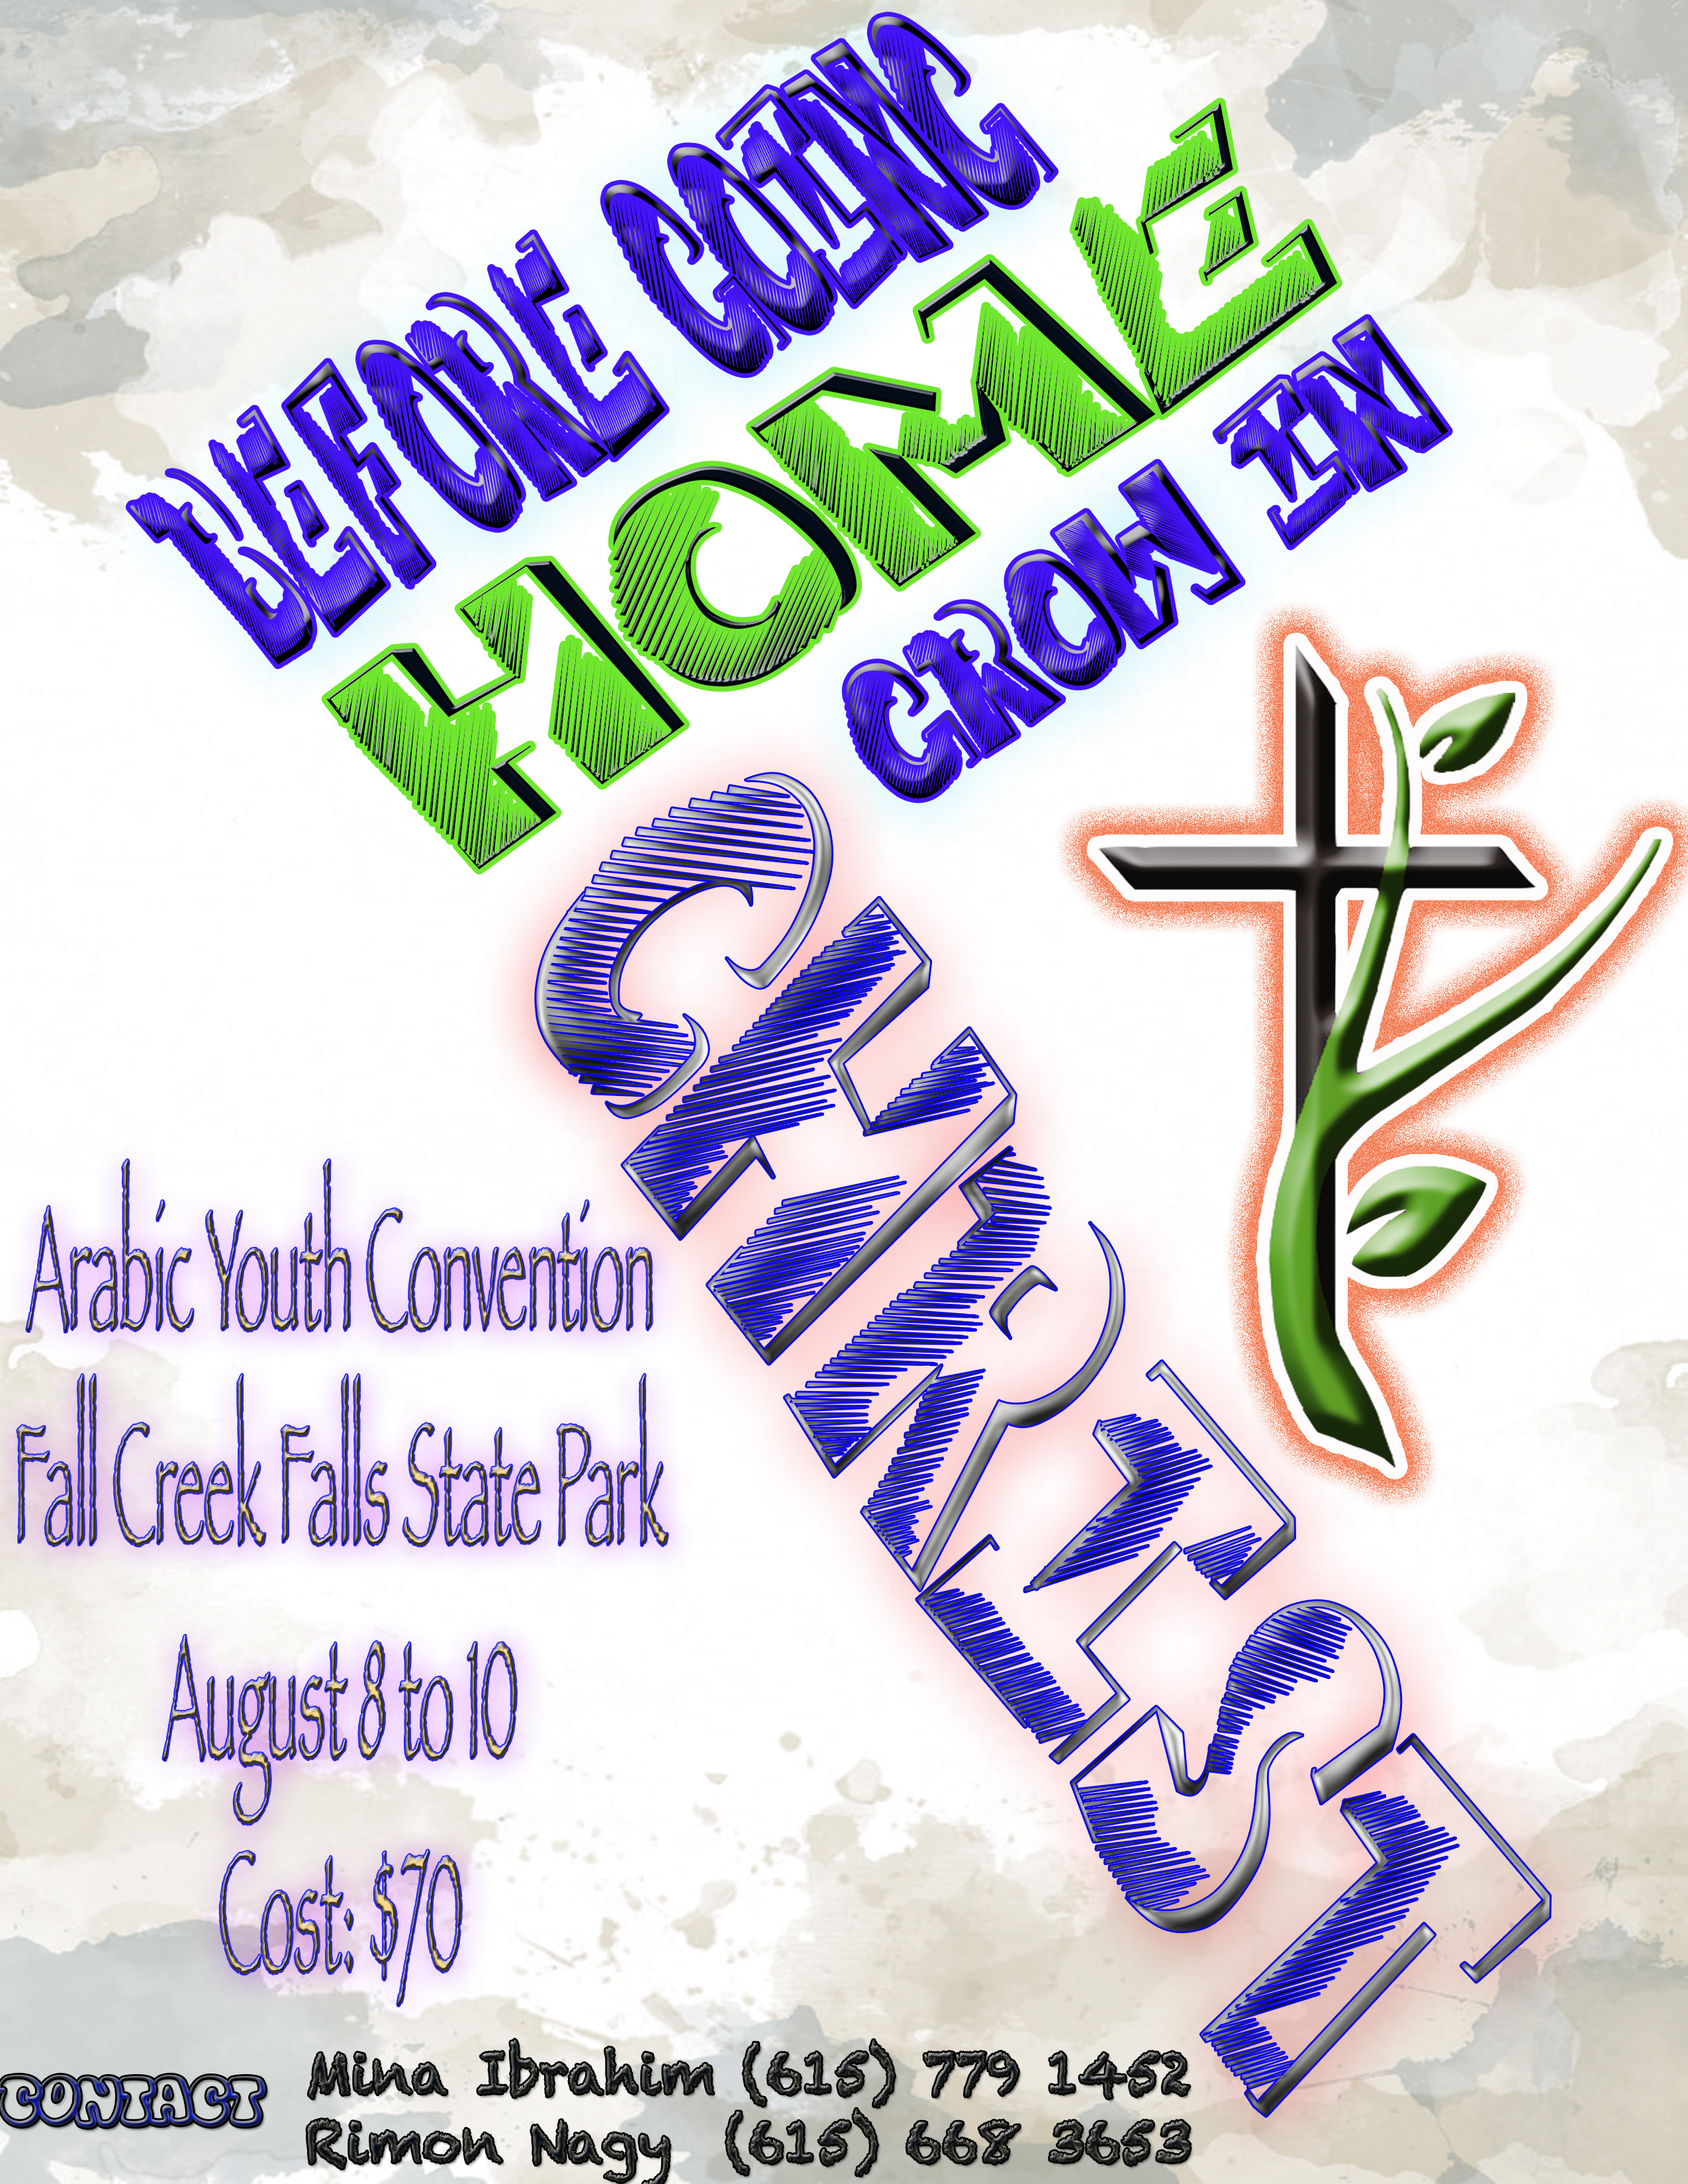 BEFORE GOING
HOME
GROW IN
CHRIST
Arabic Youth Convention
Fall Creek Falls State Park
August 8 to 10
Cost: $70
CONTACT
Mina Ibrahim (615) 779 1452
Rimon Nagy (615) 668 3653